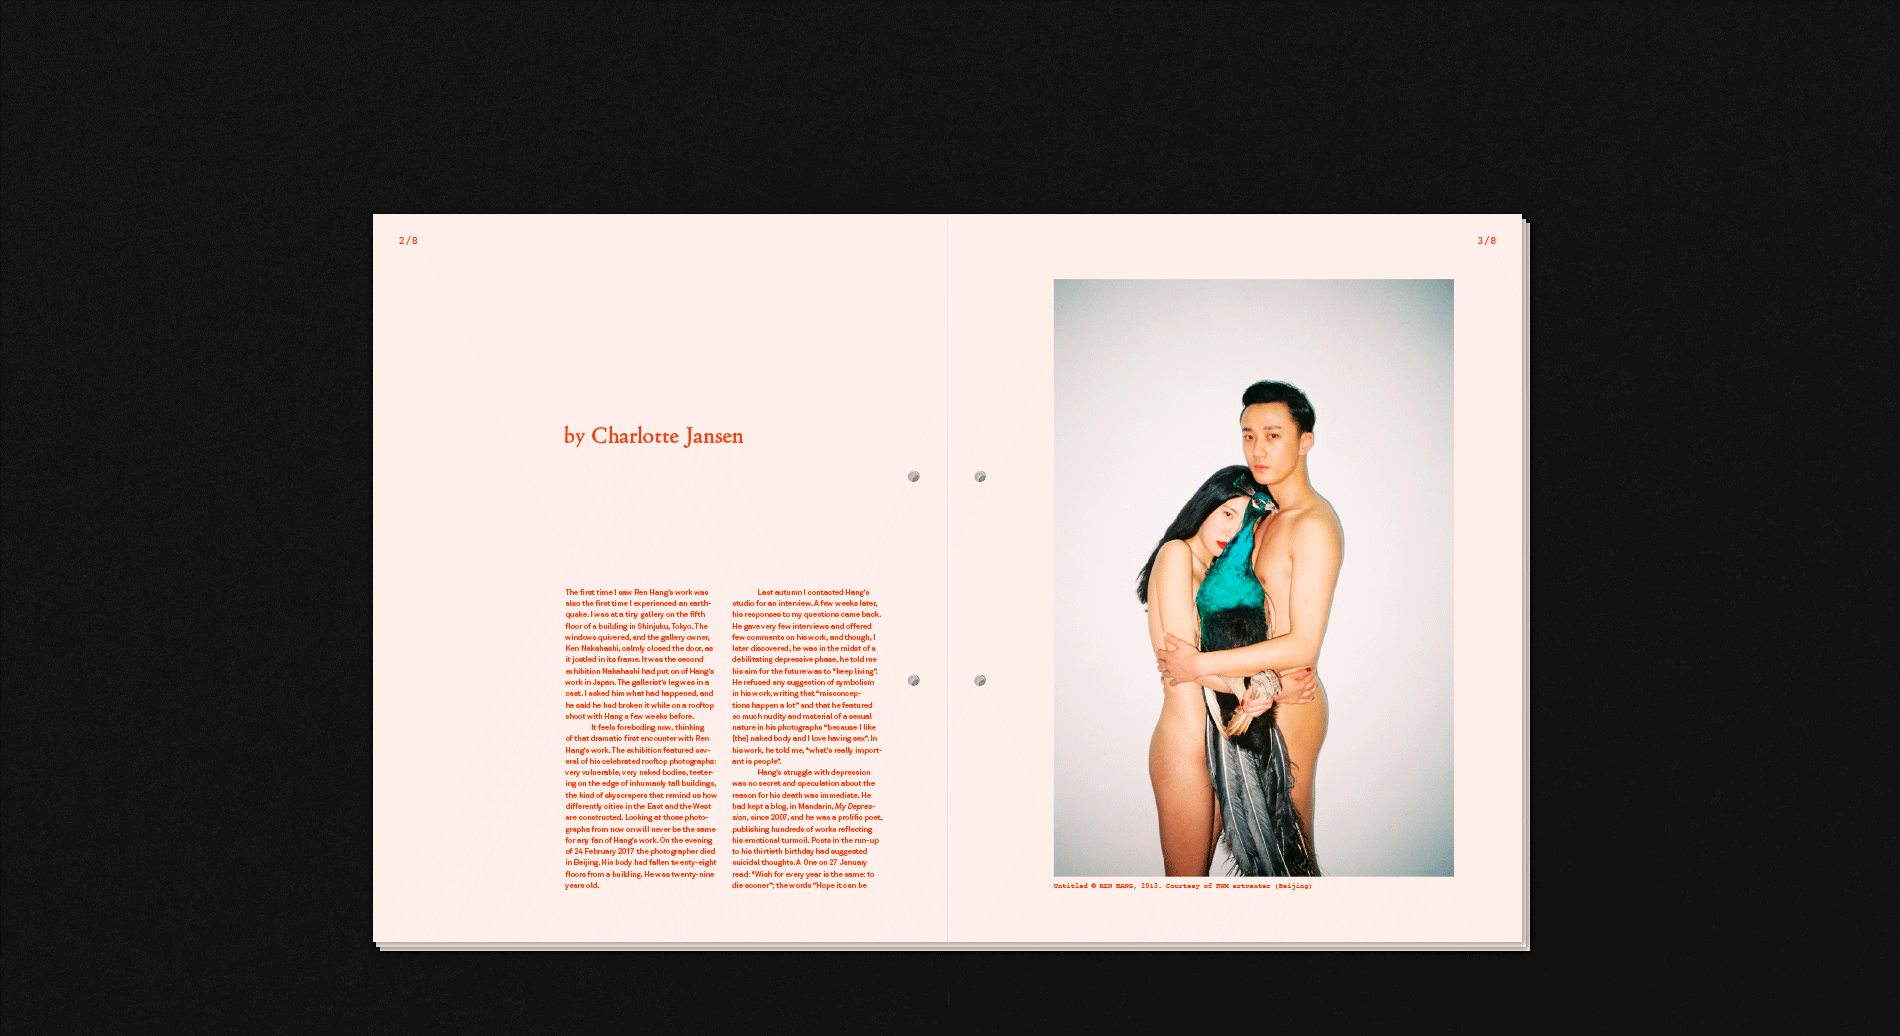 2/8
3/8
by Charlotte Jansen
The first time I saw Ren Hang's work was
also the first time I experienced an earth-
quake. I was at a tiny gallery on the fifth
floor of a building in Shinjuku, Tokyo. The
windows quivered, and the gallery owner,
Ken Nakahashi, calmly closed the door, as
it jostled in its frame. It was the second
exhibition Nakahashi had put on of Hang's
work in Japan. The gallerist's leg was in a
cast. I asked him what had happened, and
he said he had broken it while on a rooftop
shoot with Hang a few weeks before.
It feels foreboding now, thinking
of that dramatic first encounter with Ren
Hang's work. The exhibition featured sev-
eral of his celebrated rooftop photographs:
very vulnerable, very naked bodies, teeter-
ing on the edge of inhumanly tall buildings,
the kind of skyscrapers that remind us how
differently cities in the East and the West
are constructed. Looking at those photo-
graphs from now on will never be the same
for any fan of Hang's work. On the evening
of 24 February 2017 the photographer died
in Beijing. His body had fallen twenty-eight
floors from a building. He was twenty-nine
years old.
Last autumn I contacted Hang's
studio for an interview. A few weeks later,
his responses to my questions came back.
He gave very few interviews and offered
few comments on his work, and though, I
later discovered, he was in the midst of a
debilitating depressive phase, he told me
his aim for the future was to "keep living".
He refused any suggestion of symbolism
in his work, writing that "misconcep-
tions happen a lot" and that he featured
so much nudity and material of a sexual
nature in his photographs "because I like
[the] naked body and I love having sex". In
his work, he told me, "what's really import-
ant is people".
Hang's struggle with depression
was no secret and speculation about the
reason for his death was immediate. He
had kept a blog, in Mandarin, My Depres-
sion, since 2007, and he was a prolific poet,
publishing hundreds of works reflecting
his emotional turmoil. Posts in the run-up
to his thirtieth birthday had suggested
suicidal thoughts. A One on 27 January
read: "Wish for every year is the same: to
die sooner"; the words "Hope it can be
Untitled © REN HANG, 2013. Courtesy of KWM artcenter (Beijing)